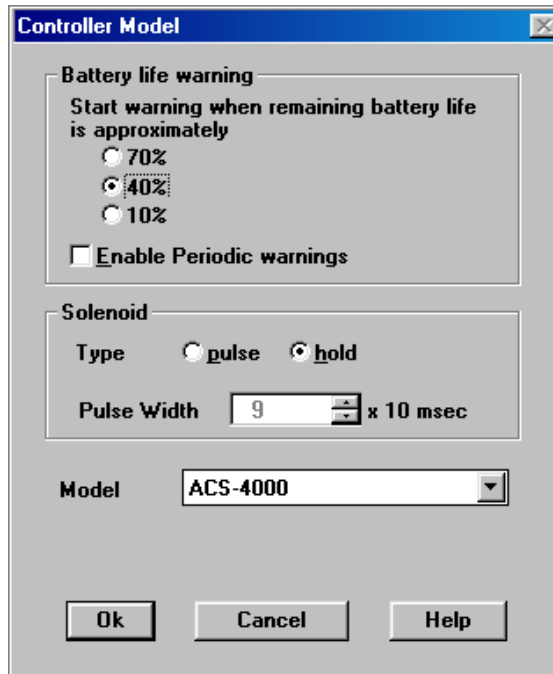 Controller Model
Battery life warning
Start warning when remaining battery life
is approximately
70%
40%
10%
Enable Periodic warnings
Solenoid
Type pulse hold
Pulse Width 9 x 10 msec
Model ACS-4000
Ok Cancel Help